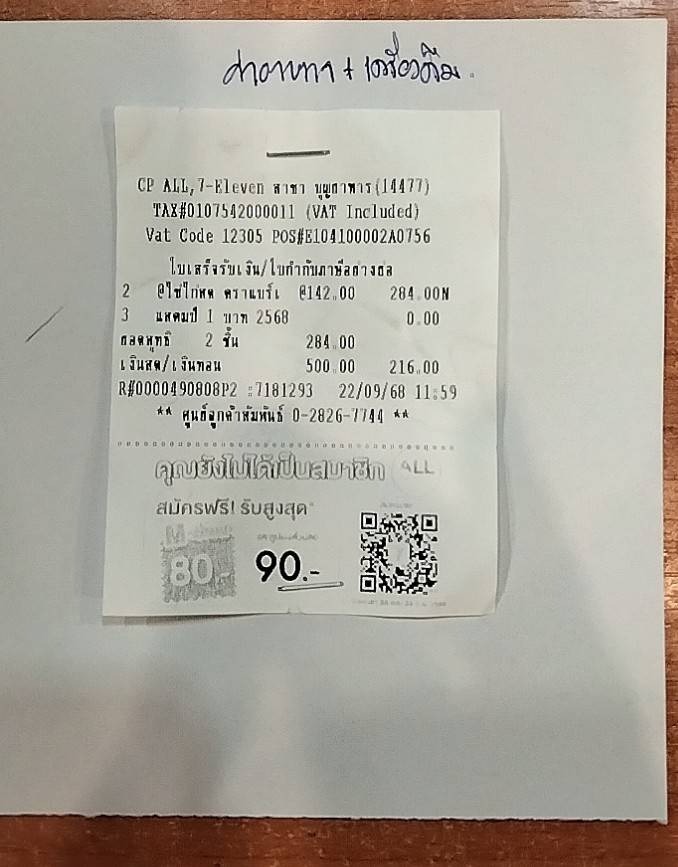 ค่าอาหาร + เครื่องดื่ม.
CP ALL,7-Eleven สาขา บุญถาพาร(14477)
TAX#0107542000011 (VAT Included)
Vat Code 12305 POS#E104100002A0756
ใบเสร็จรับเงิน/ใบกำกับภาษีอย่างย่อ
2 @ไข่ไก่สด ตราแบร์เ @142.00 284.00N
3 แสตมป์ 1 บาท 2568 0.00
ยอดสุทธิ 2 ชิ้น 284.00
เงินสด/เงินทอน 500.00 216.00
R#0000490808P2 :7181293 22/09/68 11:59
** ศูนย์ลูกค้าสัมพันธ์ 0-2826-7744 **
คุณยังไม่ได้เป็นสมาชิก ALL
สมัครฟรี! รับสูงสุด*
80.-
90.-